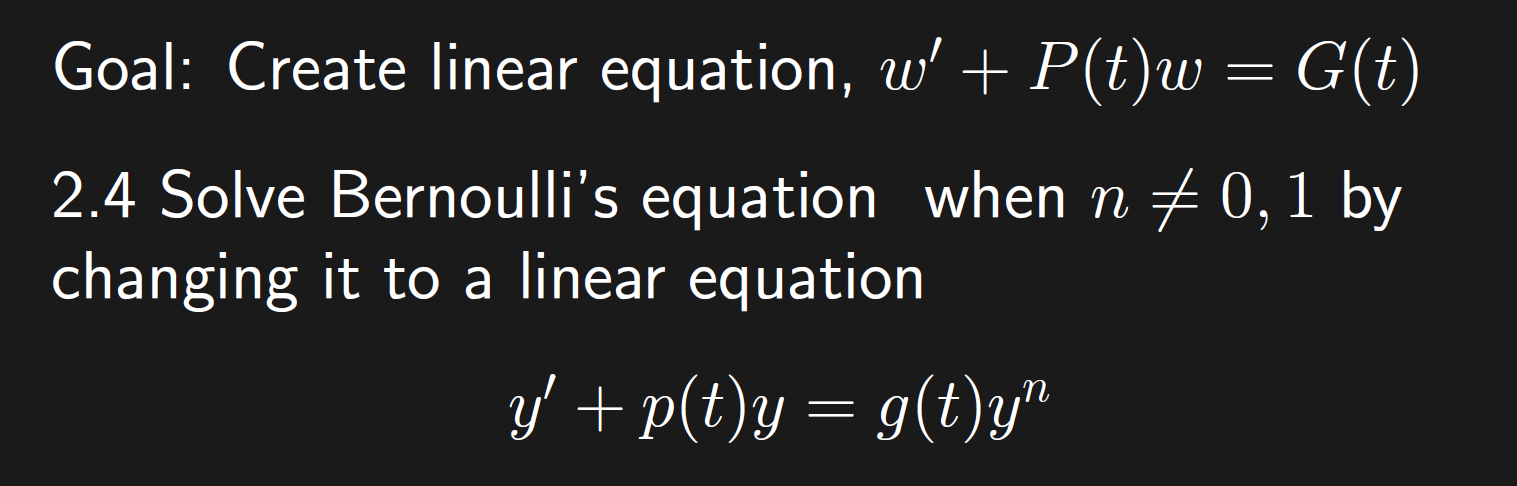 Goal: Create linear equation, w′ + P(t)w = G(t)
2.4 Solve Bernoulli's equation when n ≠ 0, 1 by
changing it to a linear equation
y′ + p(t)y = g(t)yⁿ